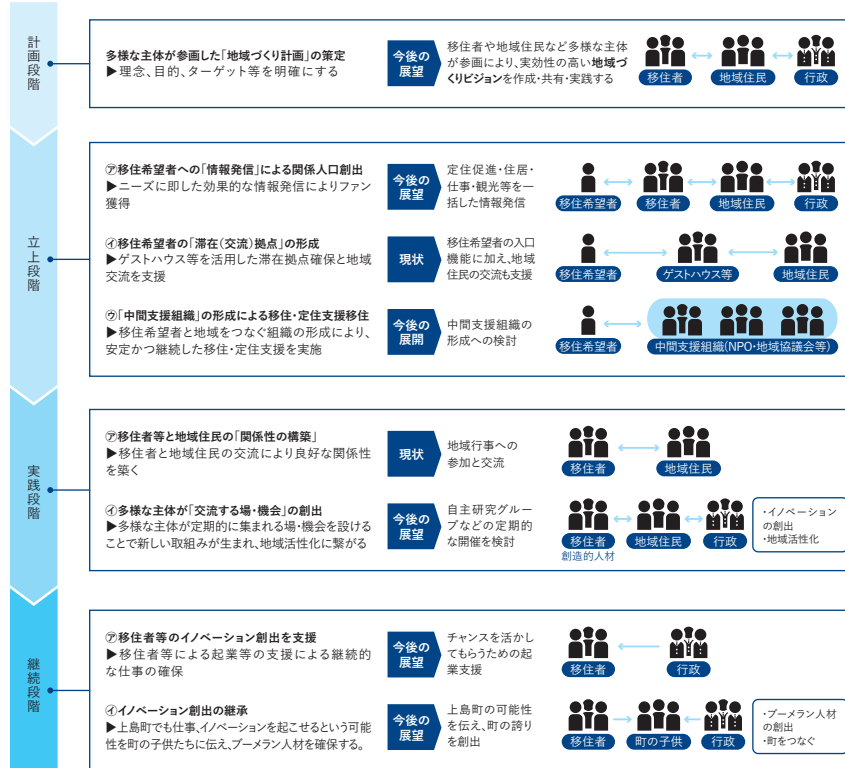 計画段階
多様な主体が参画した「地域づくり計画」の策定
▶理念、目的、ターゲット等を明確にする
今後の
展望
移住者や地域住民など多様な主体
が参画により、実効性の高い地域づ
くりビジョンを作成・共有・実践する
移住者
地域住民
行政
立上段階
㋐移住希望者への「情報発信」による関係人口創出
▶ニーズに即した効果的な情報発信によりファン
獲得
今後の
展望
定住促進・住居・
仕事・観光等を一
括した情報発信
移住希望者
移住者
地域住民
行政
㋑移住希望者の「滞在(交流)拠点」の形成
▶ゲストハウス等を活用した滞在拠点確保と地域
交流を支援
現状
移住希望者の入口
機能に加え、地域
住民の交流も支援
移住希望者
ゲストハウス等
地域住民
㋒「中間支援組織」の形成による移住・定住支援移住
▶移住希望者と地域をつなぐ組織の形成により、
安定かつ継続した移住・定住支援を実施
今後の
展開
中間支援組織の
形成への検討
移住希望者
中間支援組織(NPO・地域協議会等)
実践段階
㋐移住者等と地域住民の「関係性の構築」
▶移住者と地域住民の交流により良好な関係性
を築く
現状
地域行事への
参加と交流
移住者
地域住民
㋑多様な主体が「交流する場・機会」の創出
▶多様な主体が定期的に集まれる場・機会を設ける
ことで新しい取組みが生まれ、地域活性化に繋がる
今後の
展望
自主研究グルー
プなどの定期的
な開催を検討
移住者
創造的人材
地域住民
行政
・イノベーション
の創出
・地域活性化
継続段階
㋐移住者等のイノベーション創出を支援
▶移住者等による起業等の支援による継続的
な仕事の確保
今後の
展望
チャンスを活かし
てもらうための起
業支援
移住者
行政
㋑イノベーション創出の継承
▶上島町でも仕事、イノベーションを起こせるという可能
性を町の子供たちに伝え、ブーメラン人材を確保する。
今後の
展望
上島町の可能性
を伝え、町の誇り
を創出
移住者
町の子供
行政
・ブーメラン人材
の創出
・町をつなぐ